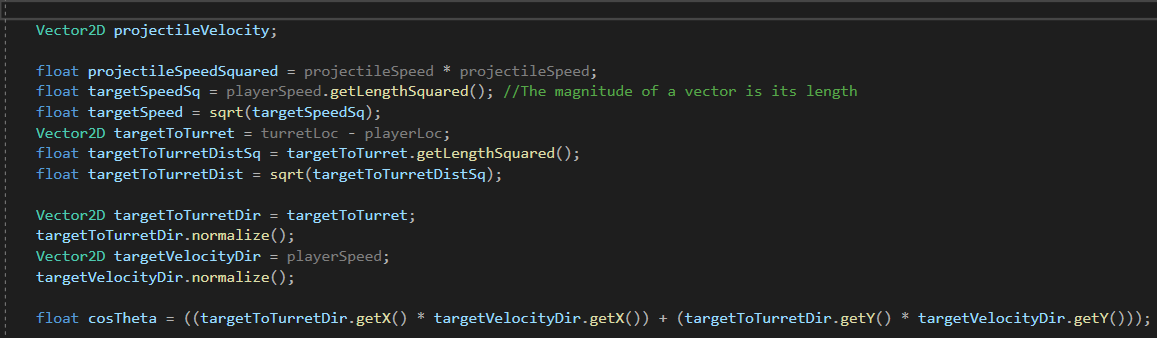 Vector2D projectileVelocity;
float projectileSpeedSquared = projectileSpeed * projectileSpeed;
float targetSpeedSq = playerSpeed.getLengthSquared(); //The magnitude of a vector is its length
float targetSpeed = sqrt(targetSpeedSq);
Vector2D targetToTurret = turretLoc - playerLoc;
float targetToTurretDistSq = targetToTurret.getLengthSquared();
float targetToTurretDist = sqrt(targetToTurretDistSq);
Vector2D targetToTurretDir = targetToTurret;
targetToTurretDir.normalize();
Vector2D targetVelocityDir = playerSpeed;
targetVelocityDir.normalize();
float cosTheta = ((targetToTurretDir.getX() * targetVelocityDir.getX()) + (targetToTurretDir.getY() * targetVelocityDir.getY()));